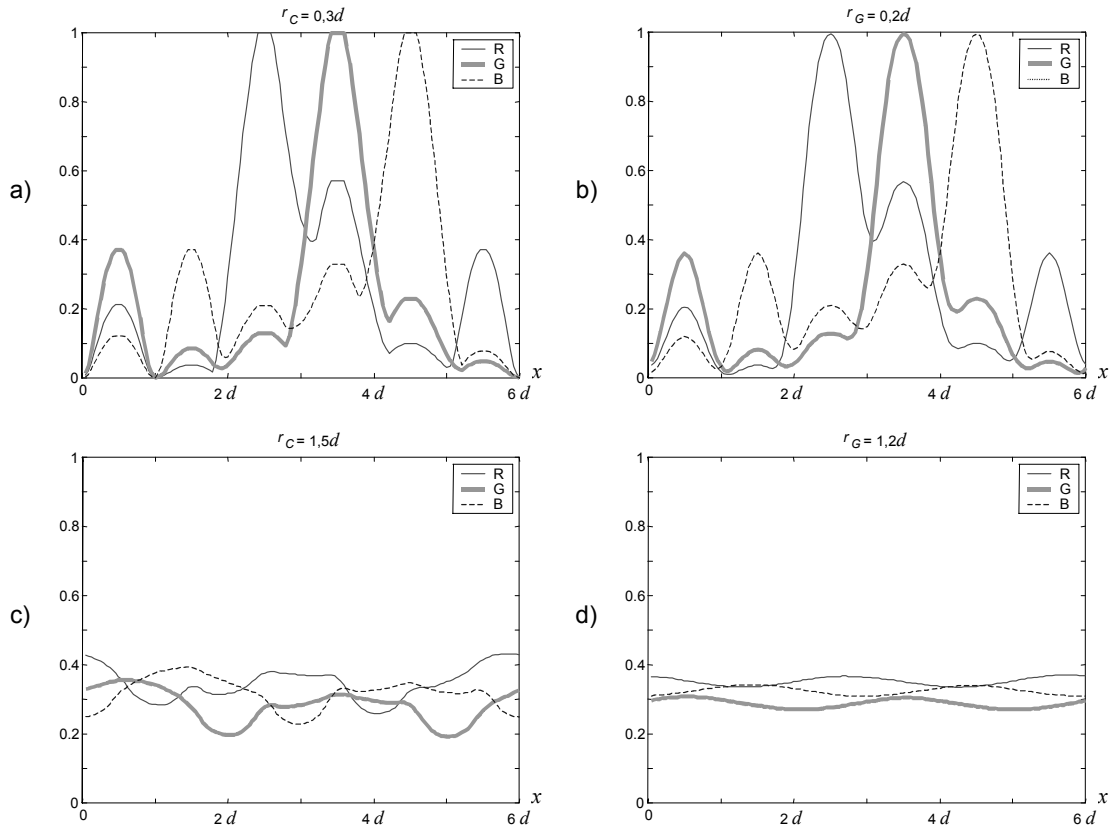 r_C = 0,3d
1
0.8
0.6
0.4
0.2
0
R
G
B
a)
0
2 d
4 d
6 d
x
r_G = 0,2d
1
0.8
0.6
0.4
0.2
0
R
G
B
b)
0
2 d
4 d
6 d
x
r_C = 1,5d
1
0.8
0.6
0.4
0.2
0
R
G
B
c)
0
2 d
4 d
6 d
x
r_G = 1,2d
1
0.8
0.6
0.4
0.2
0
R
G
B
d)
0
2 d
4 d
6 d
x